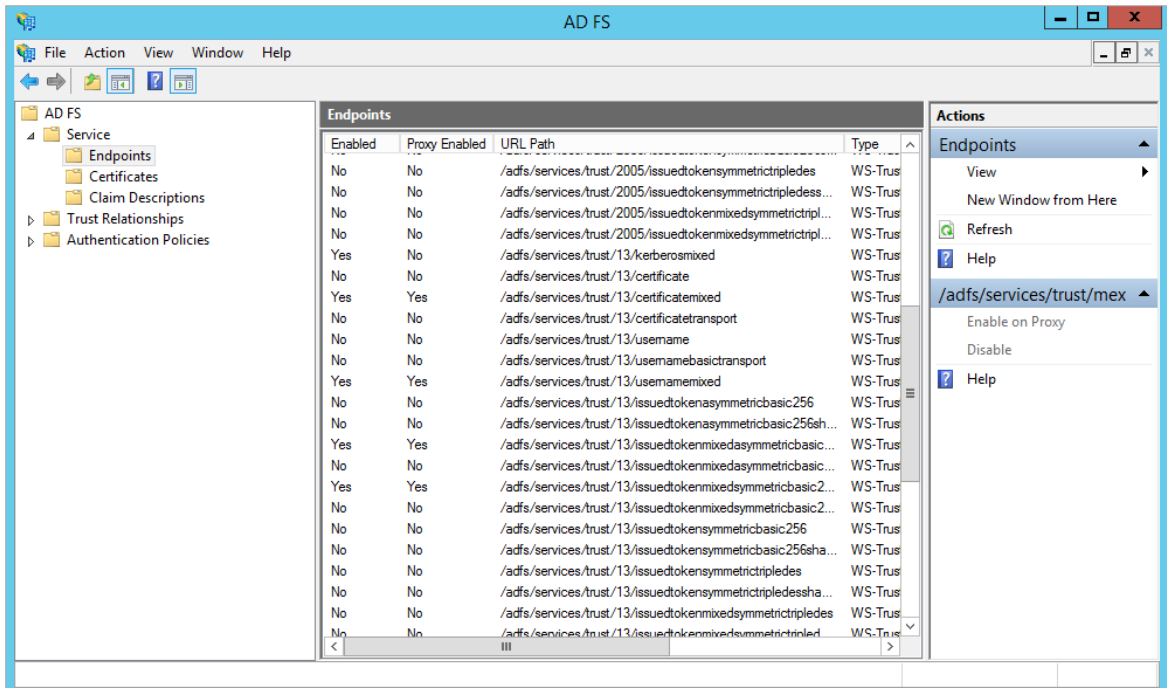 AD FS
File Action View Window Help
AD FS
Service
Endpoints
Certificates
Claim Descriptions
Trust Relationships
Authentication Policies
Endpoints
Enabled Proxy Enabled URL Path Type
No No /adfs/services/trust/2005/issuedtokensymmetrictripledes WS-Trus
No No /adfs/services/trust/2005/issuedtokensymmetrictripledess... WS-Trus
No No /adfs/services/trust/2005/issuedtokenmixedsymmetrictripl... WS-Trus
No No /adfs/services/trust/2005/issuedtokenmixedsymmetrictripl... WS-Trus
Yes No /adfs/services/trust/13/kerberosmixed WS-Trus
No No /adfs/services/trust/13/certificate WS-Trus
Yes Yes /adfs/services/trust/13/certificatemixed WS-Trus
No No /adfs/services/trust/13/certificatetransport WS-Trus
No No /adfs/services/trust/13/username WS-Trus
No No /adfs/services/trust/13/usernamebasictransport WS-Trus
Yes Yes /adfs/services/trust/13/usernamemixed WS-Trus
No No /adfs/services/trust/13/issuedtokenasymmetricbasic256 WS-Trus
No No /adfs/services/trust/13/issuedtokenasymmetricbasic256sh... WS-Trus
Yes Yes /adfs/services/trust/13/issuedtokenmixedasymmetricbasic... WS-Trus
No No /adfs/services/trust/13/issuedtokenmixedasymmetricbasic... WS-Trus
Yes Yes /adfs/services/trust/13/issuedtokenmixedsymmetricbasic2... WS-Trus
No No /adfs/services/trust/13/issuedtokenmixedsymmetricbasic2... WS-Trus
No No /adfs/services/trust/13/issuedtokensymmetricbasic256 WS-Trus
No No /adfs/services/trust/13/issuedtokensymmetricbasic256sha... WS-Trus
No No /adfs/services/trust/13/issuedtokensymmetrictripledes WS-Trus
No No /adfs/services/trust/13/issuedtokensymmetrictripledessha... WS-Trus
No No /adfs/services/trust/13/issuedtokenmixedsymmetrictripledes WS-Trus
No No /adfs/services/trust/13/issuedtokenmixedsymmetrictripled WS-Trus
Actions
Endpoints
View
New Window from Here
Refresh
Help
/adfs/services/trust/mex
Enable on Proxy
Disable
Help